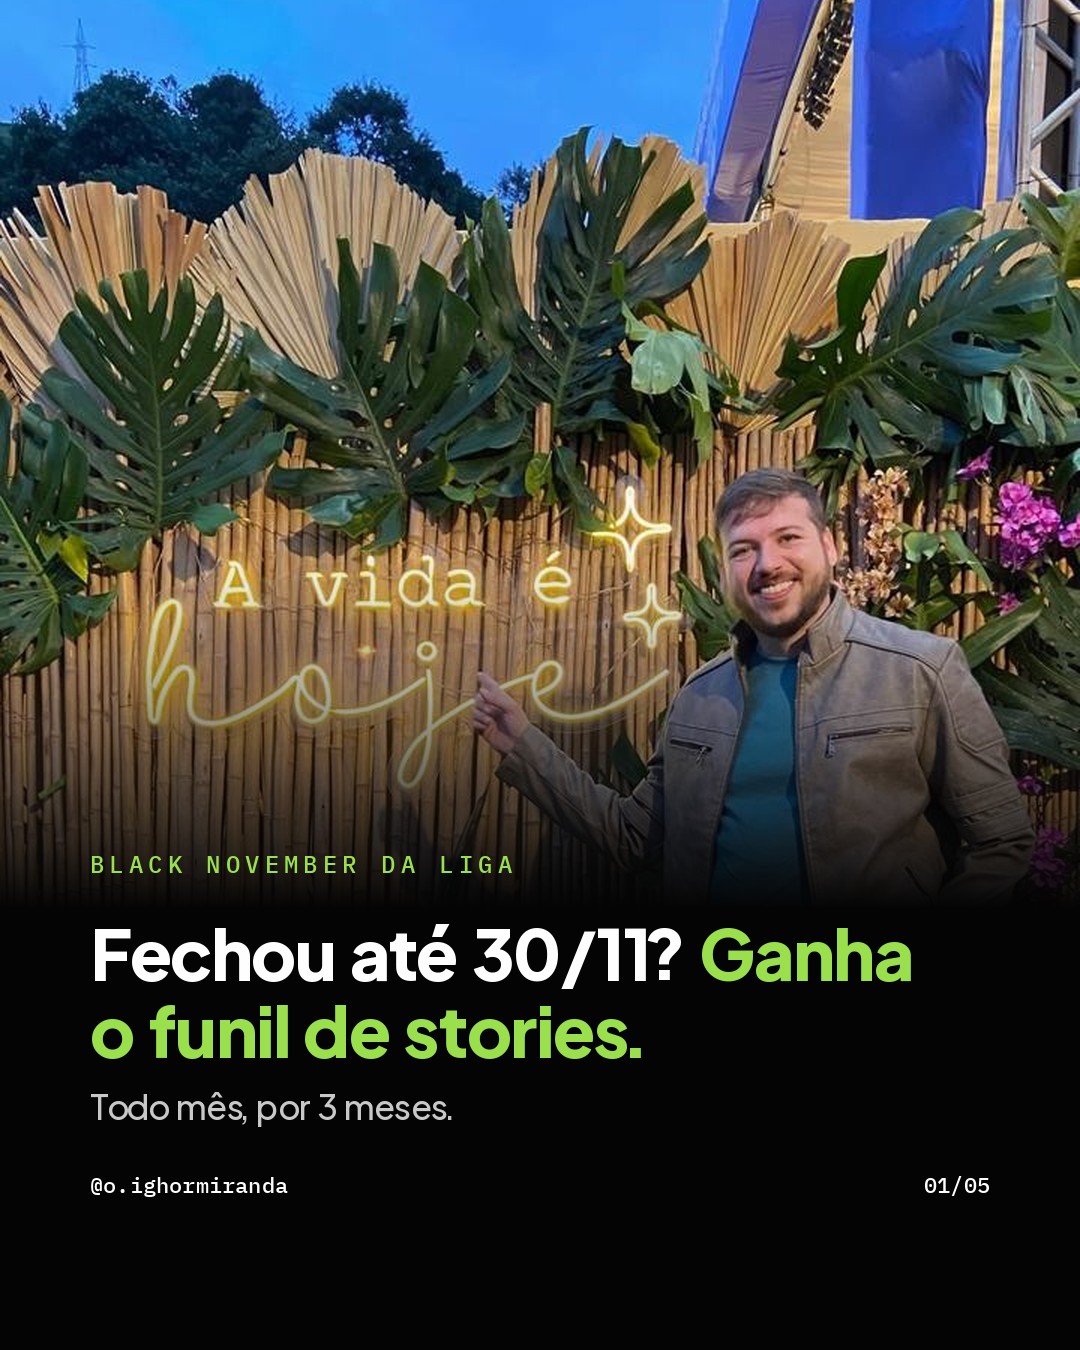 A vida é
hoje
BLACK NOVEMBER DA LIGA
Fechou até 30/11? Ganha
o funil de stories.
Todo mês, por 3 meses.
@o.ighormiranda
01/05